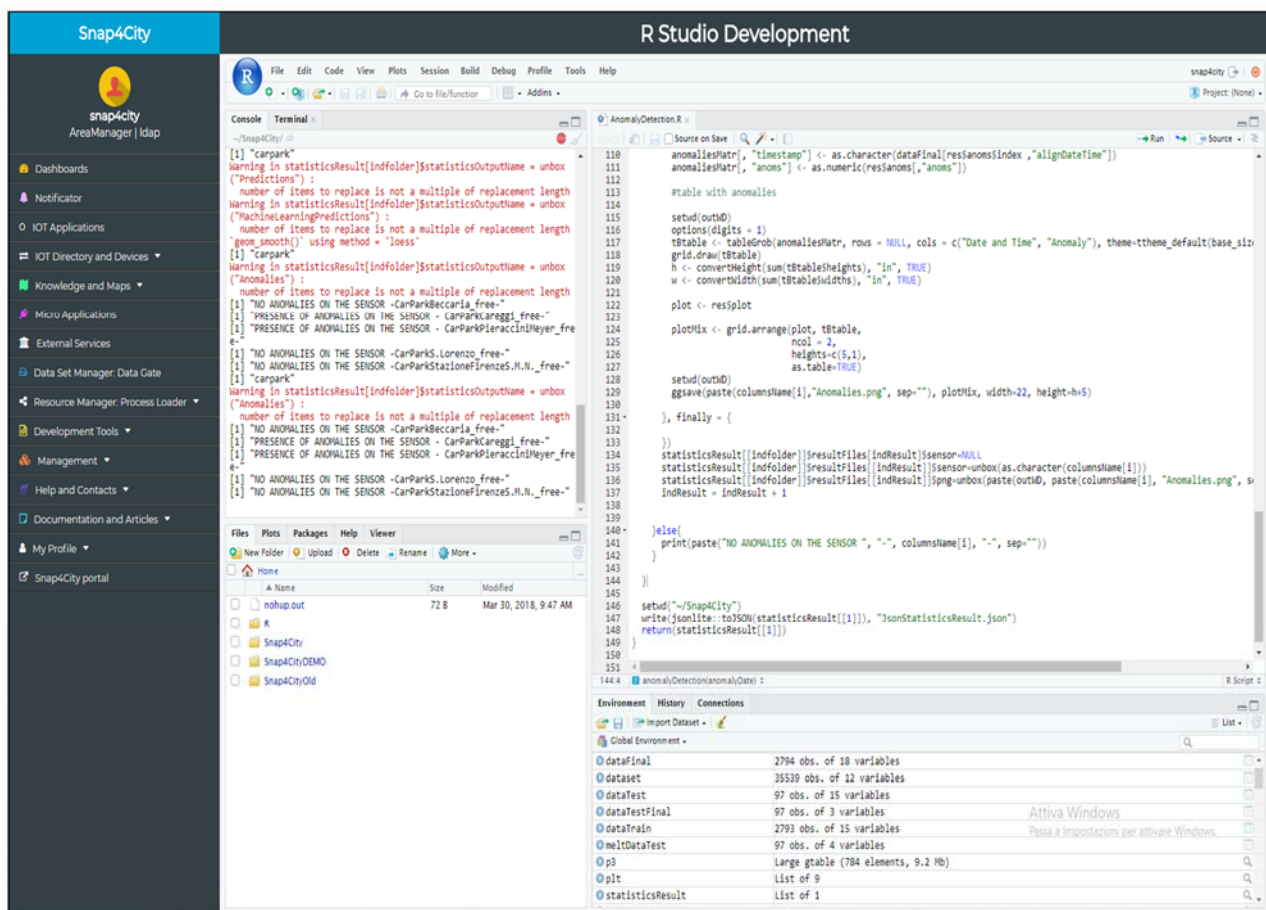 Snap4City
R Studio Development
snap4city
AreaManager | ldap
Dashboards
Notificator
IOT Applications
IOT Directory and Devices
Knowledge and Maps
Micro Applications
External Services
Data Set Manager: Data Gate
Resource Manager: Process Loader
Development Tools
Management
Help and Contacts
Documentation and Articles
My Profile
Snap4City portal
File Edit Code View Plots Session Build Debug Profile Tools Help
snap4city
Go to file/function
Addins
Project: (None)
Console Terminal
~/Snap4City/
[1] "carpark"
Warning in statisticsResult[indfolder]$statisticsOutputName = unbox
("Predictions") :
number of items to replace is not a multiple of replacement length
Warning in statisticsResult[indfolder]$statisticsOutputName = unbox
("MachineLearningPredictions") :
number of items to replace is not a multiple of replacement length
`geom_smooth()` using method = 'loess'
[1] "carpark"
Warning in statisticsResult[indfolder]$statisticsOutputName = unbox
("Anomalies") :
number of items to replace is not a multiple of replacement length
[1] "NO ANOMALIES ON THE SENSOR -CarParkBeccaria_free-"
[1] "PRESENCE OF ANOMALIES ON THE SENSOR - CarParkCareggi_free-"
[1] "PRESENCE OF ANOMALIES ON THE SENSOR - CarParkPieracciniMeyer_fre
e-"
[1] "NO ANOMALIES ON THE SENSOR -CarParkS.Lorenzo_free-"
[1] "NO ANOMALIES ON THE SENSOR -CarParkStazioneFirenzeS.M.N._free-"
[1] "carpark"
Warning in statisticsResult[indfolder]$statisticsOutputName = unbox
("Anomalies") :
number of items to replace is not a multiple of replacement length
[1] "NO ANOMALIES ON THE SENSOR -CarParkBeccaria_free-"
[1] "PRESENCE OF ANOMALIES ON THE SENSOR - CarParkCareggi_free-"
[1] "PRESENCE OF ANOMALIES ON THE SENSOR - CarParkPieracciniMeyer_fre
e-"
[1] "NO ANOMALIES ON THE SENSOR -CarParkS.Lorenzo_free-"
[1] "NO ANOMALIES ON THE SENSOR -CarParkStazioneFirenzeS.M.N._free-"
Files Plots Packages Help Viewer
New Folder Upload Delete Rename More
Home
Name Size Modified
nohup.out 72 B Mar 30, 2018, 9:47 AM
R
Snap4City
Snap4CityDEMO
Snap4CityOld
AnomalyDetection.R
Source on Save Run Source
110 anomaliesMatr[, "timestamp"] <- as.character(dataFinal[res$anoms$index ,"alignDateTime"])
111 anomaliesMatr[, "anoms"] <- as.numeric(res$anoms[,"anoms"])
112
113 #table with anomalies
114
115 setwd(outWD)
116 options(digits = 1)
117 tBtable <- tableGrob(anomaliesMatr, rows = NULL, cols = c("Date and Time", "Anomaly"), theme=ttheme_default(base_size
118 grid.draw(tBtable)
119 h <- convertHeight(sum(tBtable$heights), "in", TRUE)
120 w <- convertWidth(sum(tBtable$widths), "in", TRUE)
121
122 plot <- res$plot
123
124 plotMix <- grid.arrange(plot, tBtable,
125 ncol = 2,
126 heights=c(5,1),
127 as.table=TRUE)
128 setwd(outWD)
129 ggsave(paste(columnsName[i],"Anomalies.png", sep=""), plotMix, width=22, height=h+5)
130
131 }, finally = {
132
133 })
134 statisticsResult[[indfolder]]$resultFiles[indResult]$sensor=NULL
135 statisticsResult[[indfolder]]$resultFiles[[indResult]]$sensor=unbox(as.character(columnsName[i]))
136 statisticsResult[[indfolder]]$resultFiles[[indResult]]$png=unbox(paste(outWD, paste(columnsName[i], "Anomalies.png", se
137 indResult = indResult + 1
138
139
140 }else{
141 print(paste("NO ANOMALIES ON THE SENSOR ", "-", columnsName[i], "-", sep=""))
142 }
143
144 }
145
146 setwd("~/Snap4City")
147 write(jsonlite::toJSON(statisticsResult[[1]]), "JsonStatisticsResult.json")
148 return(statisticsResult[[1]])
149 }
150
151
144:4 anomalyDetection(anomalyDate) R Script
Environment History Connections
Import Dataset List
Global Environment
dataFinal 2794 obs. of 18 variables
dataset 35539 obs. of 12 variables
dataTest 97 obs. of 15 variables
dataTestFinal 97 obs. of 3 variables
dataTrain 2793 obs. of 15 variables
meltDataTest 97 obs. of 4 variables
p3 Large gtable (784 elements, 9.2 Mb)
plt List of 9
statisticsResult List of 1
Attiva Windows
Passa a Impostazioni per attivare Windows.